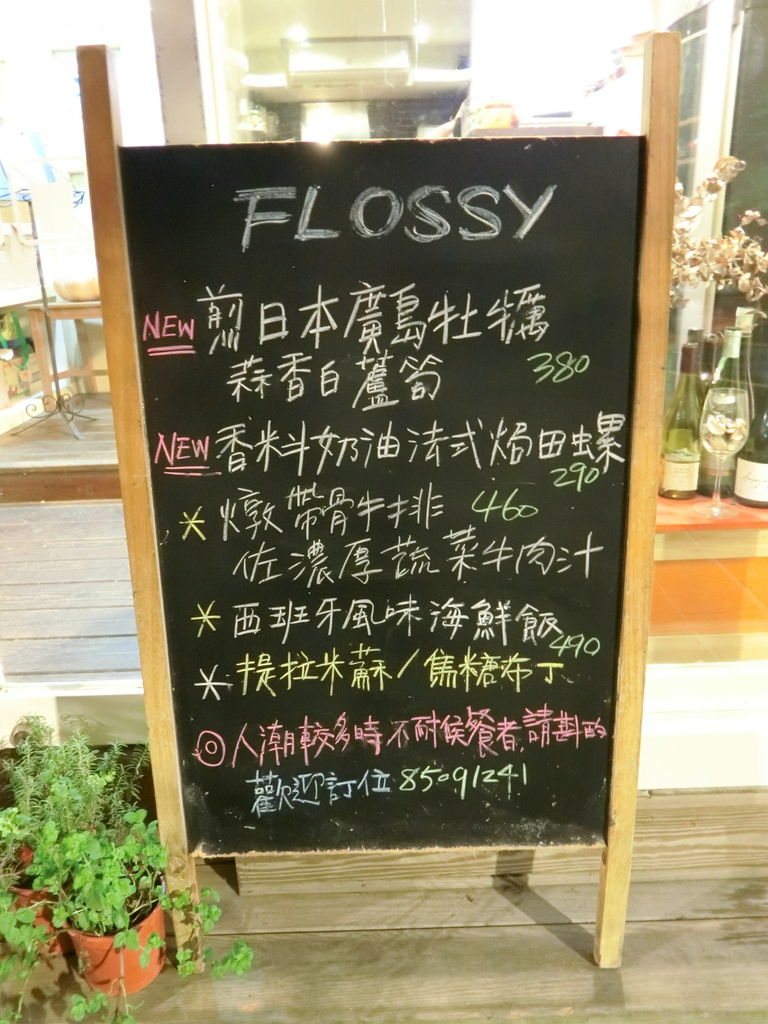 FLOSSY
NEW 煎日本廣島牡蠣
蒜香白蘆筍 380
NEW 香料奶油法式焗田螺
290
* 燉帶骨牛排 460
佐濃厚蔬菜牛肉汁
* 西班牙風味海鮮飯
490
* 提拉米蘇/焦糖布丁
◎人潮較多時不耐候餐者,請斟酌
歡迎訂位 85091241